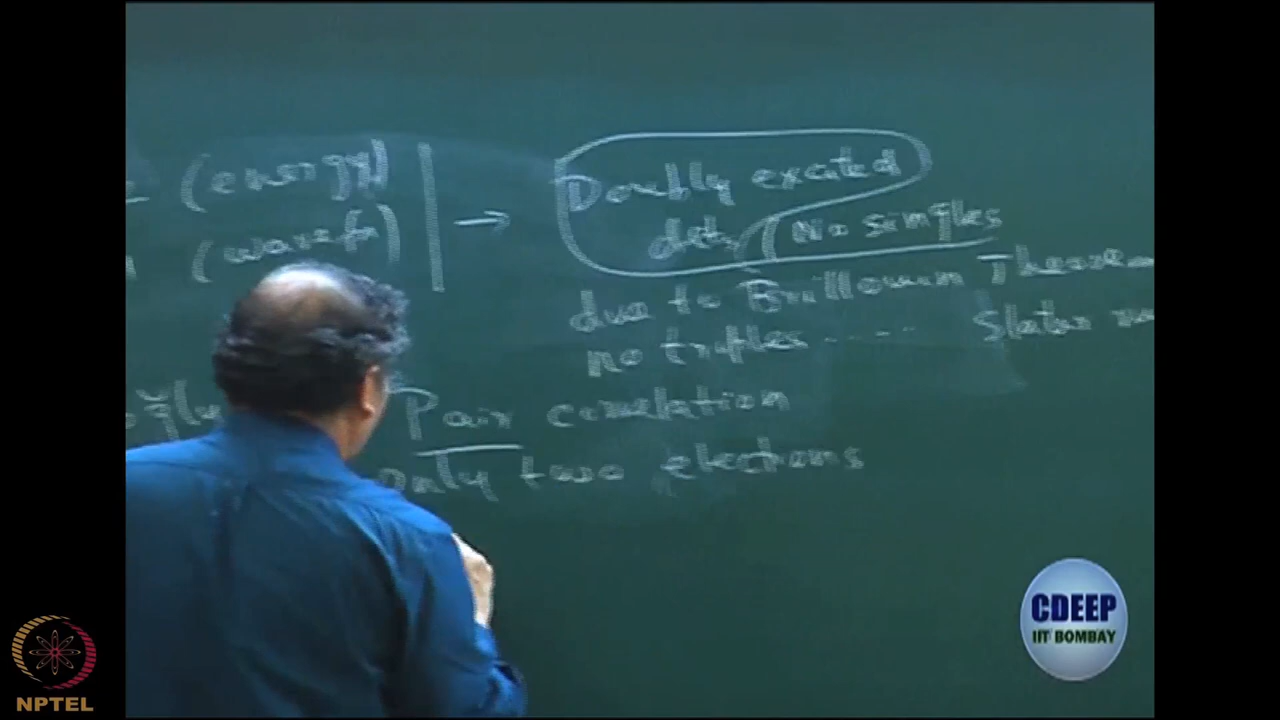 (energy) → Doubly excited
(wavefn) det, No singles
due to Brillouin Theorem
no triples ---- -- Slater
Pair correlation
only two electrons
CDEEP
IIT BOMBAY
NPTEL